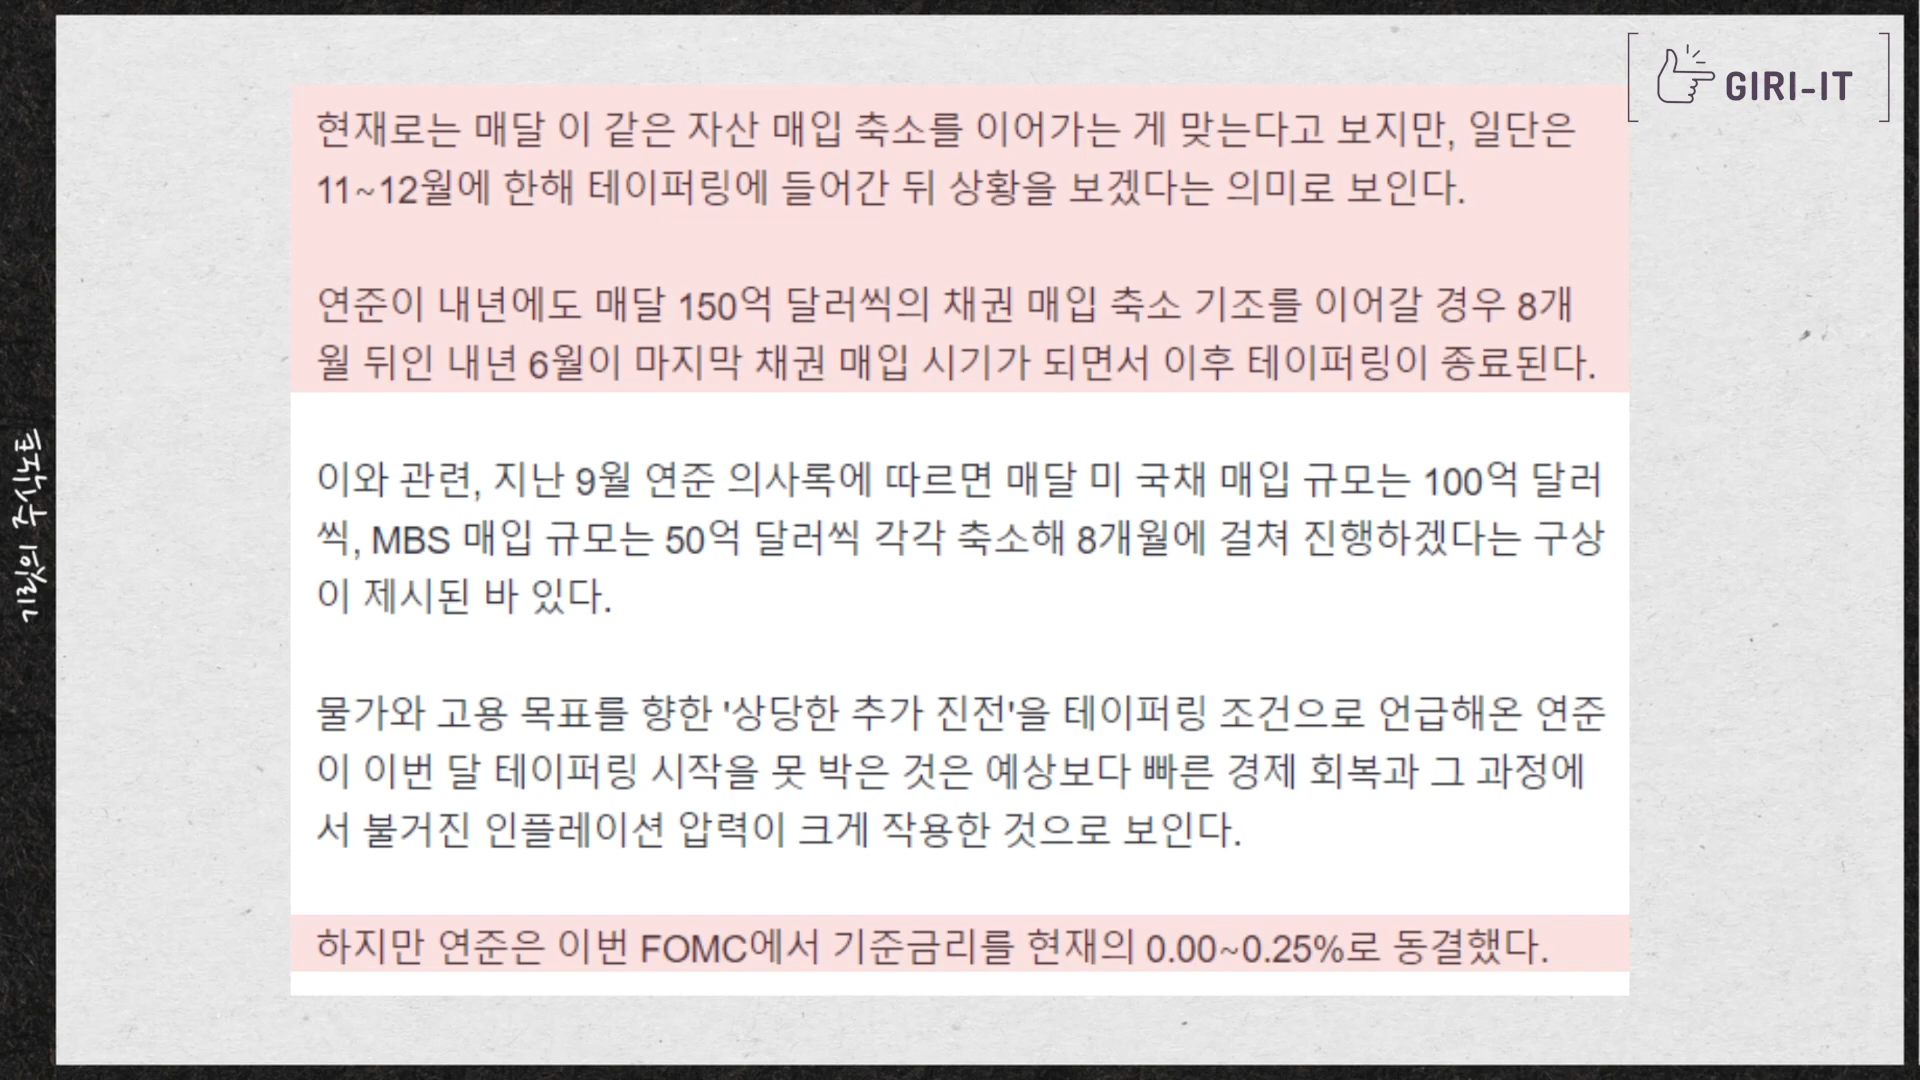 GIRI-IT
현재로는 매달 이 같은 자산 매입 축소를 이어가는 게 맞는다고 보지만, 일단은
11~12월에 한해 테이퍼링에 들어간 뒤 상황을 보겠다는 의미로 보인다.
연준이 내년에도 매달 150억 달러씩의 채권 매입 축소 기조를 이어갈 경우 8개
월 뒤인 내년 6월이 마지막 채권 매입 시기가 되면서 이후 테이퍼링이 종료된다.
이와 관련, 지난 9월 연준 의사록에 따르면 매달 미 국채 매입 규모는 100억 달러
씩, MBS 매입 규모는 50억 달러씩 각각 축소해 8개월에 걸쳐 진행하겠다는 구상
이 제시된 바 있다.
물가와 고용 목표를 향한 '상당한 추가 진전'을 테이퍼링 조건으로 언급해온 연준
이 이번 달 테이퍼링 시작을 못 박은 것은 예상보다 빠른 경제 회복과 그 과정에
서 불거진 인플레이션 압력이 크게 작용한 것으로 보인다.
하지만 연준은 이번 FOMC에서 기준금리를 현재의 0.00~0.25%로 동결했다.
기릿의 주식노트